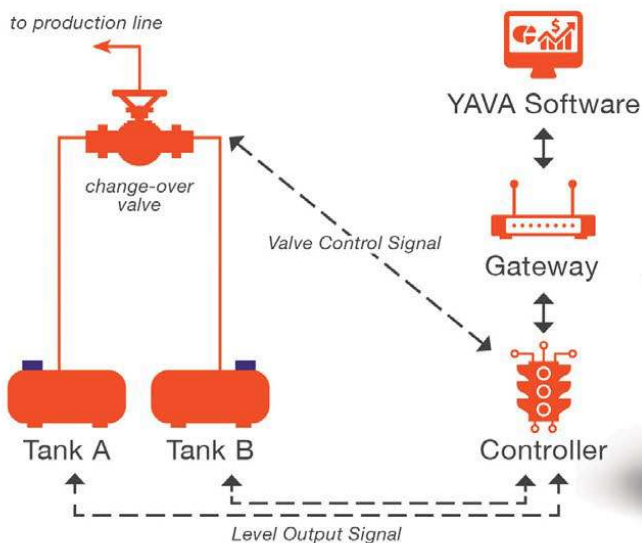 to production line
$
YAVA Software
change-over
valve
Valve Control Signal
Gateway
Tank A
Tank B
Controller
Level Output Signal